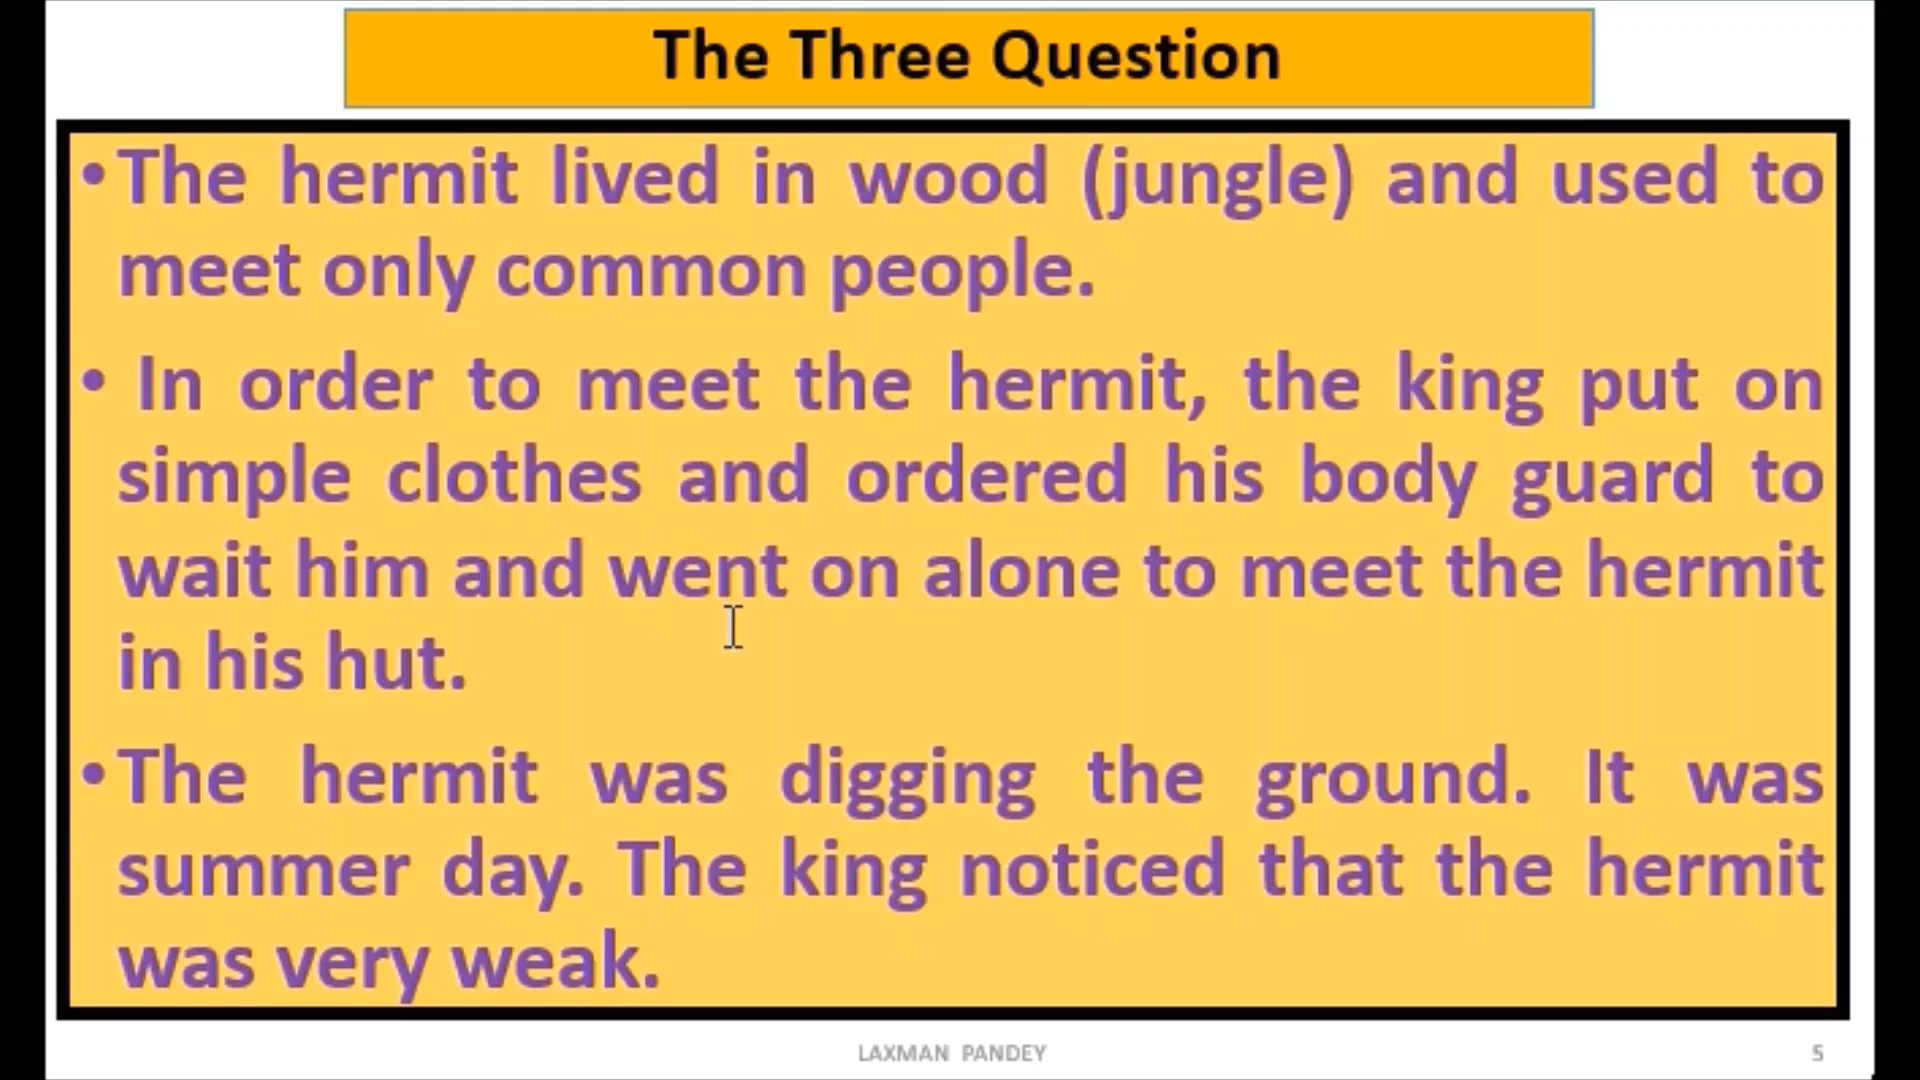 The Three Question
•The hermit lived in wood (jungle) and used to
meet only common people.
• In order to meet the hermit, the king put on
simple clothes and ordered his body guard to
wait him and went on alone to meet the hermit
in his hut.
•The hermit was digging the ground. It was
summer day. The king noticed that the hermit
was very weak.
LAXMAN PANDEY
5